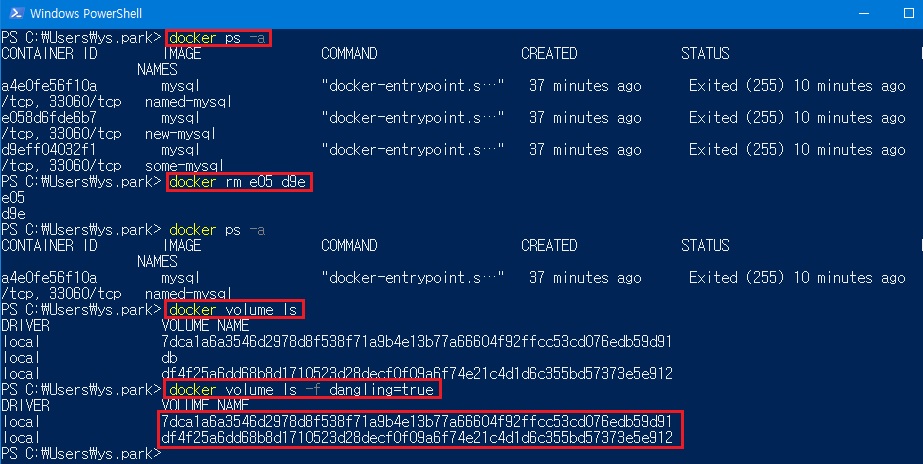 Windows PowerShell
PS C:\Users\ys.park> docker ps -a
CONTAINER ID IMAGE COMMAND CREATED STATUS
NAMES
a4e0fe56f10a mysql "docker-entrypoint.s…" 37 minutes ago Exited (255) 10 minutes ago
/tcp, 33060/tcp named-mysql
e058d6fde6b7 mysql "docker-entrypoint.s…" 37 minutes ago Exited (255) 10 minutes ago
/tcp, 33060/tcp new-mysql
d9eff04032f1 mysql "docker-entrypoint.s…" 37 minutes ago Exited (255) 10 minutes ago
/tcp, 33060/tcp some-mysql
PS C:\Users\ys.park> docker rm e05 d9e
e05
d9e
PS C:\Users\ys.park> docker ps -a
CONTAINER ID IMAGE COMMAND CREATED STATUS
NAMES
a4e0fe56f10a mysql "docker-entrypoint.s…" 37 minutes ago Exited (255) 10 minutes ago
/tcp, 33060/tcp named-mysql
PS C:\Users\ys.park> docker volume ls
DRIVER VOLUME NAME
local 7dca1a6a3546d2978d8f538f71a9b4e13b77a66604f92ffcc53cd076edb59d91
local db
local df4f25a6dd68b8d1710523d28decf0f09a6f74e21c4d1d6c355bd57373e5e912
PS C:\Users\ys.park> docker volume ls -f dangling=true
DRIVER VOLUME NAME
local 7dca1a6a3546d2978d8f538f71a9b4e13b77a66604f92ffcc53cd076edb59d91
local df4f25a6dd68b8d1710523d28decf0f09a6f74e21c4d1d6c355bd57373e5e912
PS C:\Users\ys.park>